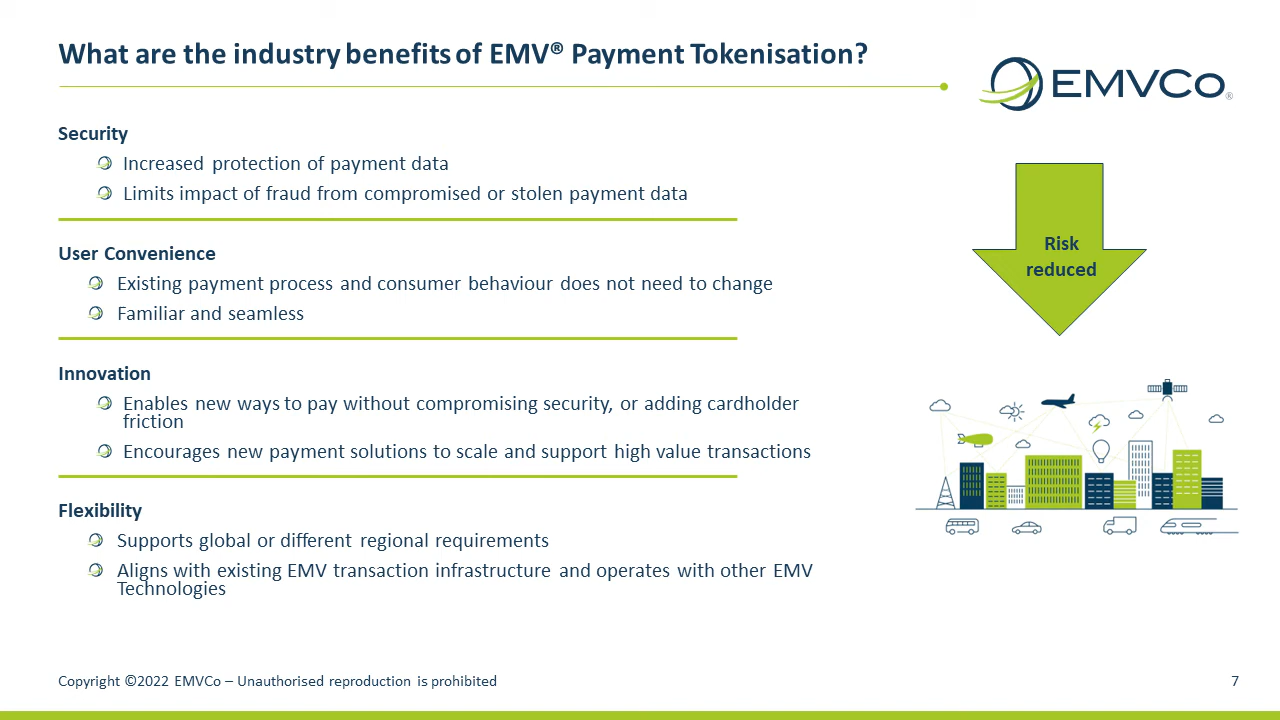 What are the industry benefits of EMV® Payment Tokenisation?
EMVCo®
Security
Increased protection of payment data
Limits impact of fraud from compromised or stolen payment data
User Convenience
Existing payment process and consumer behaviour does not need to change
Familiar and seamless
Innovation
Enables new ways to pay without compromising security, or adding cardholder
friction
Encourages new payment solutions to scale and support high value transactions
Flexibility
Supports global or different regional requirements
Aligns with existing EMV transaction infrastructure and operates with other EMV
Technologies
Risk
reduced
Copyright ©2022 EMVCo – Unauthorised reproduction is prohibited
7